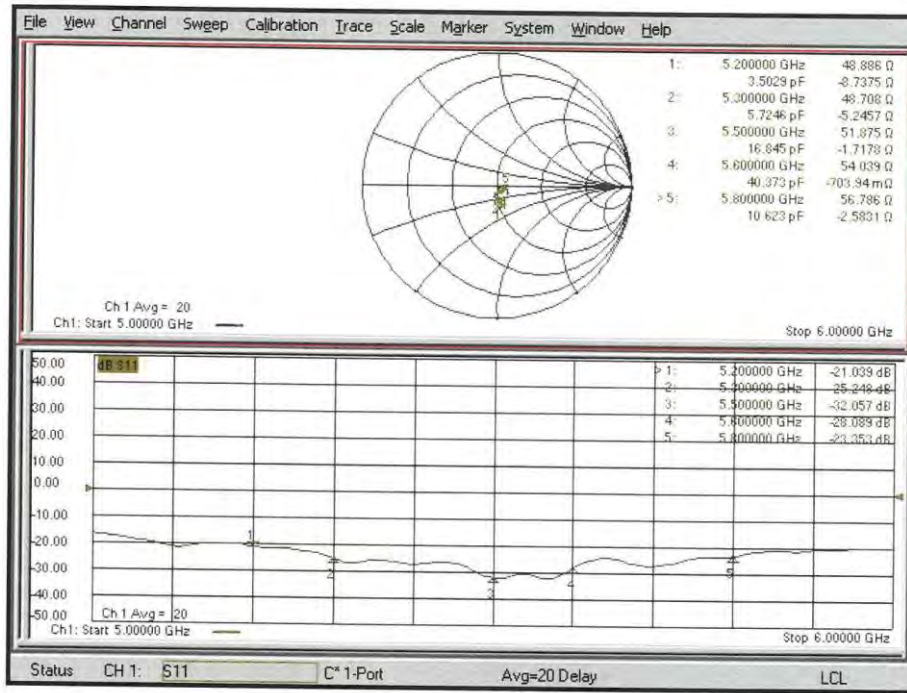 File View Channel Sweep Calibration Trace Scale Marker System Window Help
1: 5.200000 GHz 48.886 Ω
3.5029 pF -8.7375 Ω
2: 5.300000 GHz 48.708 Ω
5.7246 pF -5.2457 Ω
3: 5.500000 GHz 51.875 Ω
16.845 pF -1.7178 Ω
4: 5.600000 GHz 54.039 Ω
40.373 pF -703.94 mΩ
> 5: 5.800000 GHz 56.786 Ω
10.623 pF -2.5831 Ω
Ch 1 Avg = 20
Ch1: Start 5.00000 GHz
Stop 6.00000 GHz
50.00
40.00
30.00
20.00
10.00
0.00
-10.00
-20.00
-30.00
-40.00
-50.00
dB S11
> 1: 5.200000 GHz -21.039 dB
2: 5.300000 GHz -25.248 dB
3: 5.500000 GHz -32.057 dB
4: 5.600000 GHz -28.089 dB
5: 5.800000 GHz -23.353 dB
1
2
3
4
5
Ch 1 Avg = 20
Ch1: Start 5.00000 GHz
Stop 6.00000 GHz
Status CH 1: S11 C* 1-Port Avg=20 Delay LCL